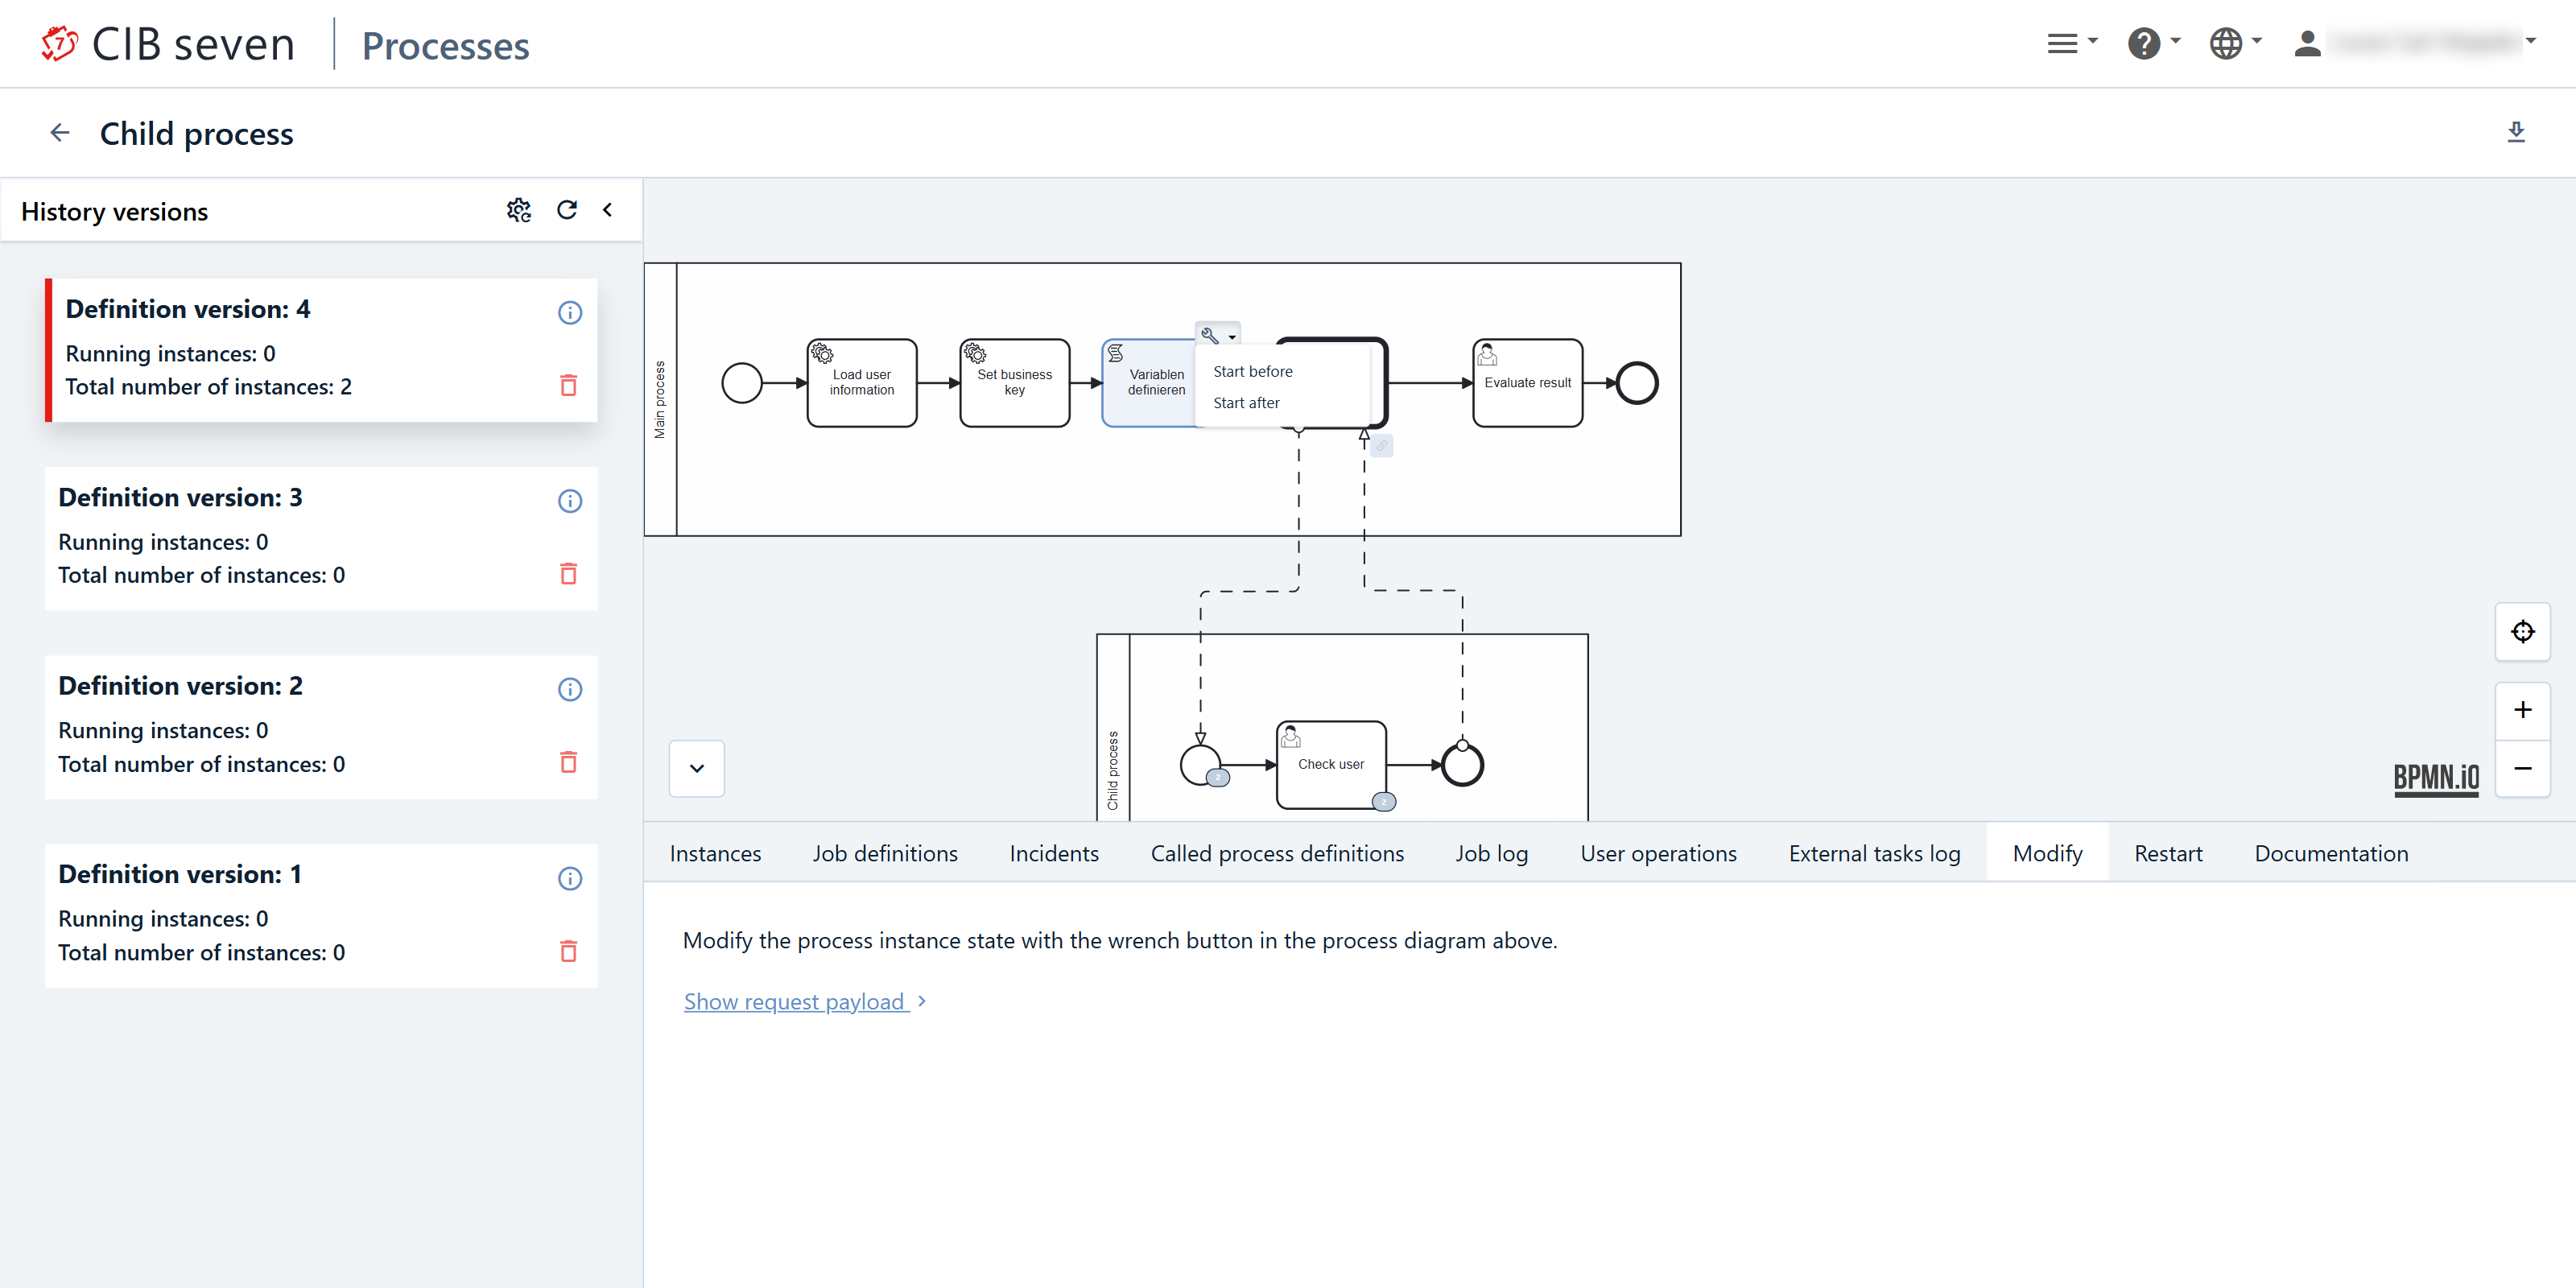 CIB seven
Processes
Child process
History versions
Definition version: 4
Running instances: 0
Total number of instances: 2
Definition version: 3
Running instances: 0
Total number of instances: 0
Definition version: 2
Running instances: 0
Total number of instances: 0
Definition version: 1
Running instances: 0
Total number of instances: 0
Main process
Load user
information
Set business
key
Variablen
definieren
Start before
Start after
Evaluate result
Child process
2
Check user
2
BPMN.iO
Instances
Job definitions
Incidents
Called process definitions
Job log
User operations
External tasks log
Modify
Restart
Documentation
Modify the process instance state with the wrench button in the process diagram above.
Show request payload